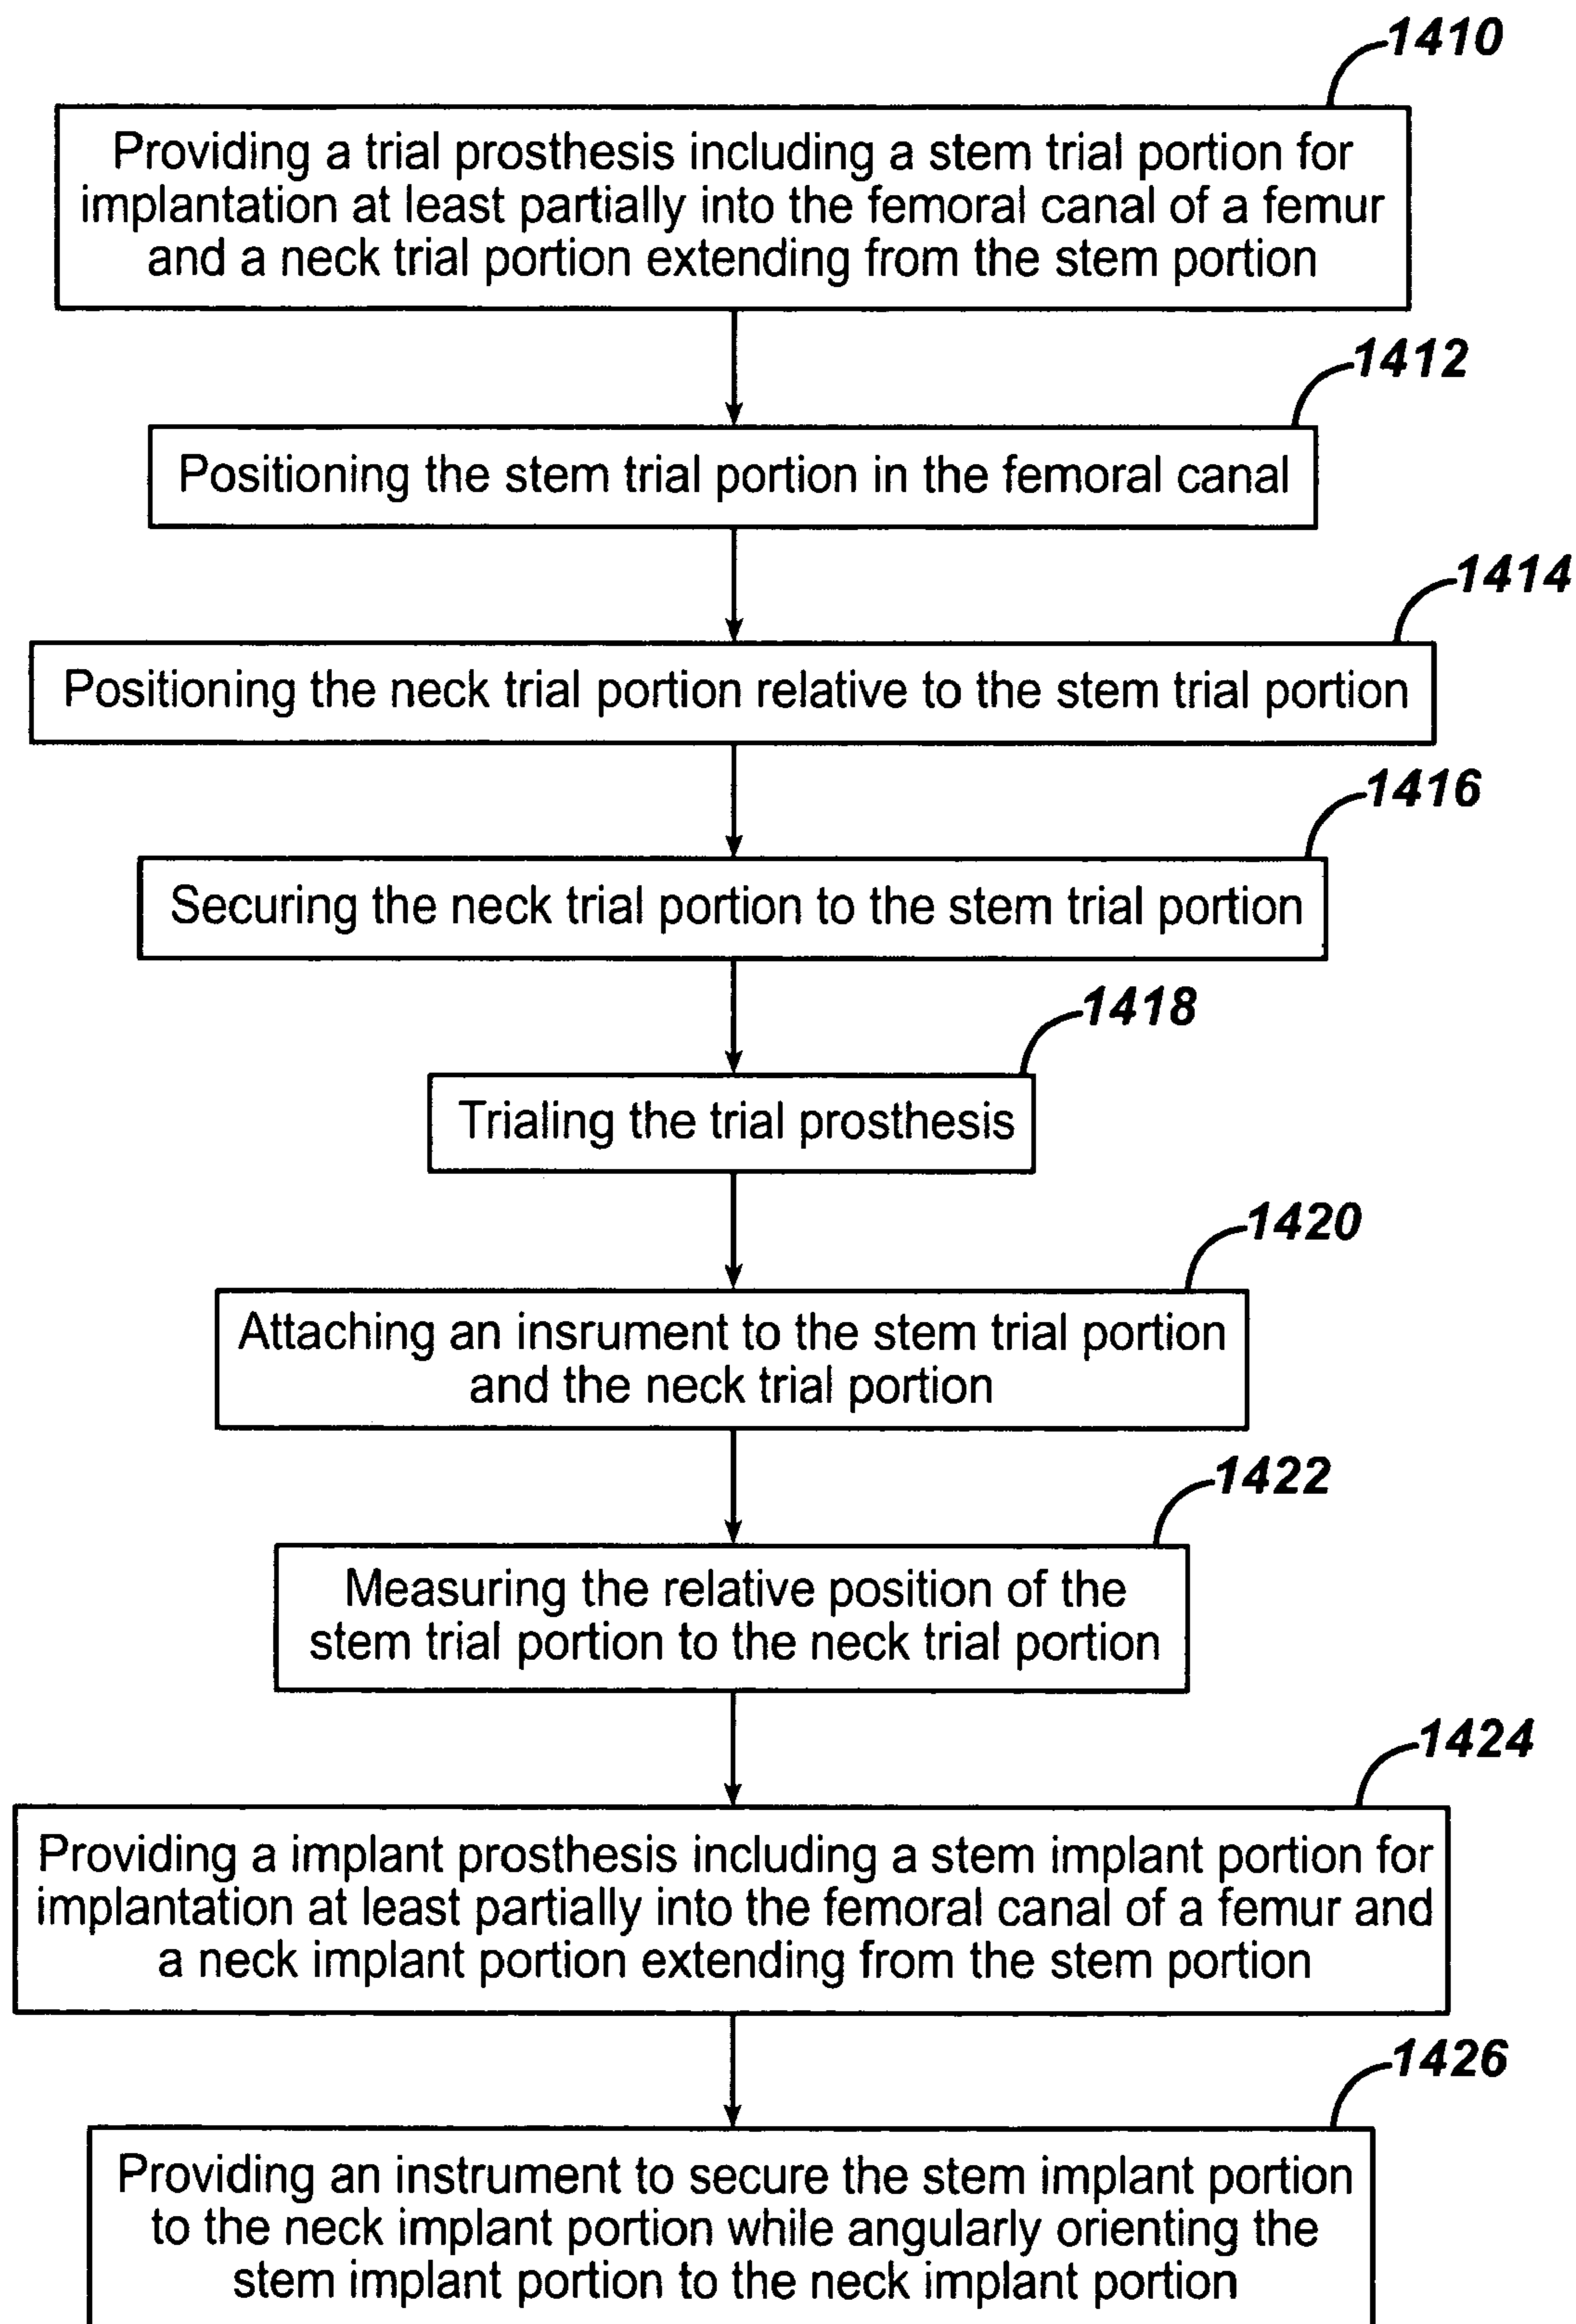 1410
Providing a trial prosthesis including a stem trial portion for
implantation at least partially into the femoral canal of a femur
and a neck trial portion extending from the stem portion
1412
Positioning the stem trial portion in the femoral canal
1414
Positioning the neck trial portion relative to the stem trial portion
1416
Securing the neck trial portion to the stem trial portion
1418
Trialing the trial prosthesis
1420
Attaching an insrument to the stem trial portion
and the neck trial portion
1422
Measuring the relative position of the
stem trial portion to the neck trial portion
1424
Providing a implant prosthesis including a stem implant portion for
implantation at least partially into the femoral canal of a femur and
a neck implant portion extending from the stem portion
1426
Providing an instrument to secure the stem implant portion
to the neck implant portion while angularly orienting the
stem implant portion to the neck implant portion